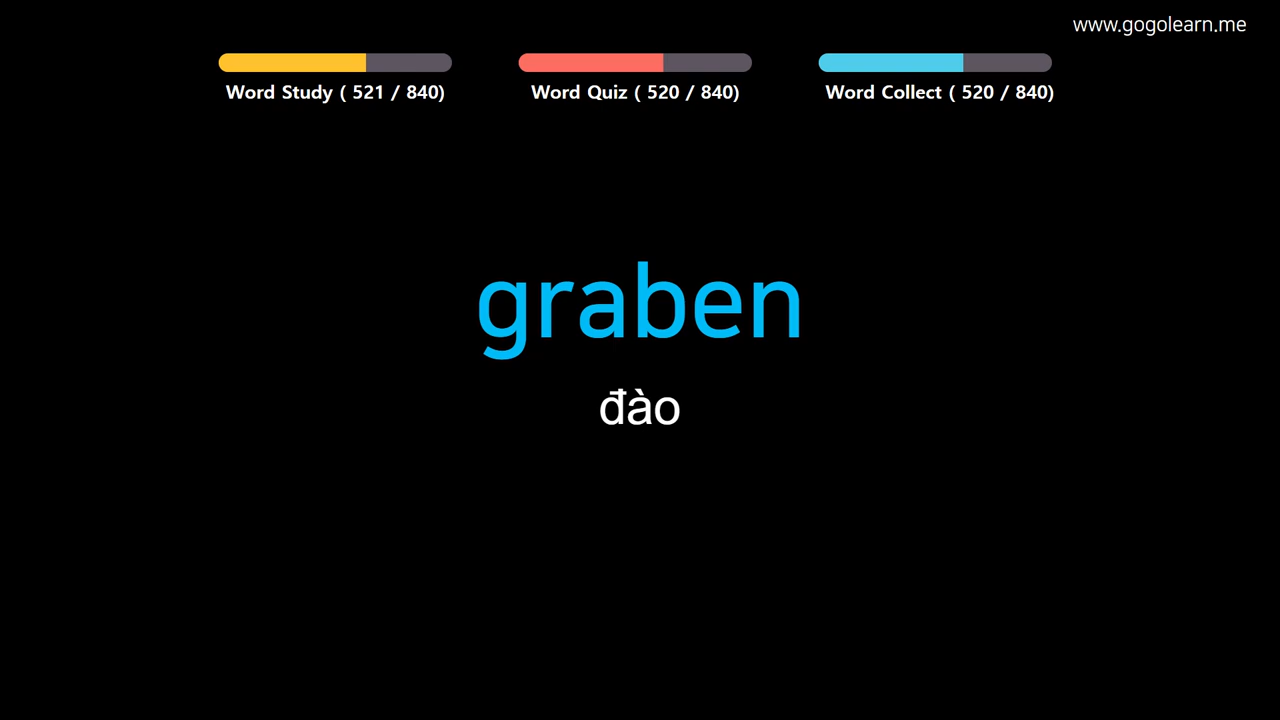 www.gogolearn.me
Word Study ( 521 / 840)
Word Quiz ( 520 / 840)
Word Collect ( 520 / 840)
graben
đào